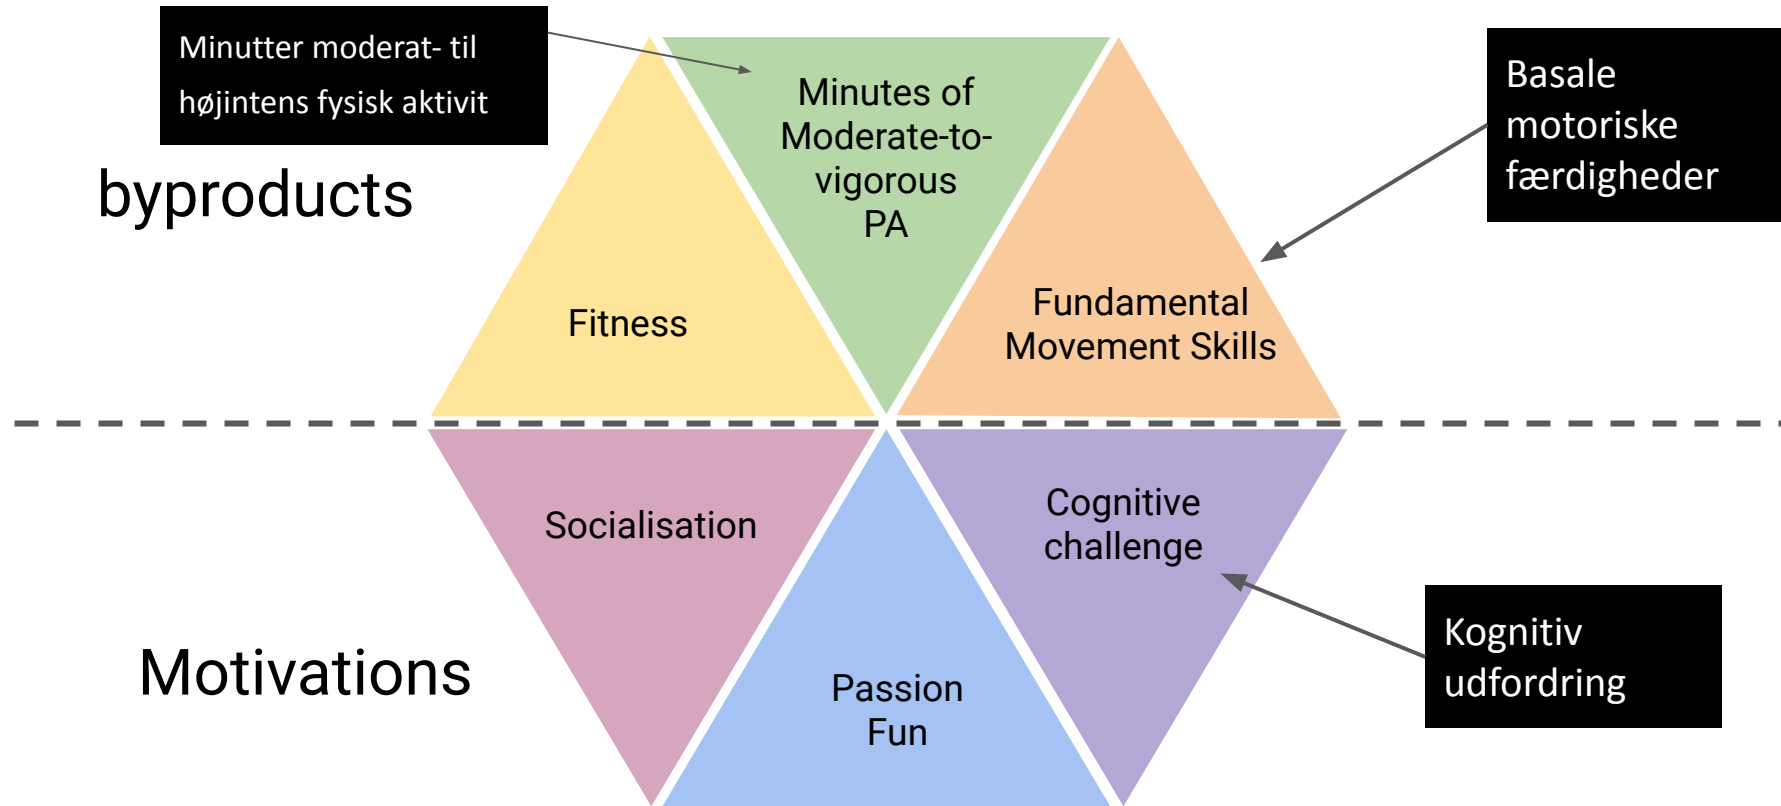 Minutter moderat- til
højintens fysisk aktivit
Minutes of
Moderate-to-
vigorous
PA
Basale
motoriske
færdigheder
byproducts
Fitness
Fundamental
Movement Skills
Socialisation
Cognitive
challenge
Motivations
Passion
Fun
Kognitiv
udfordring